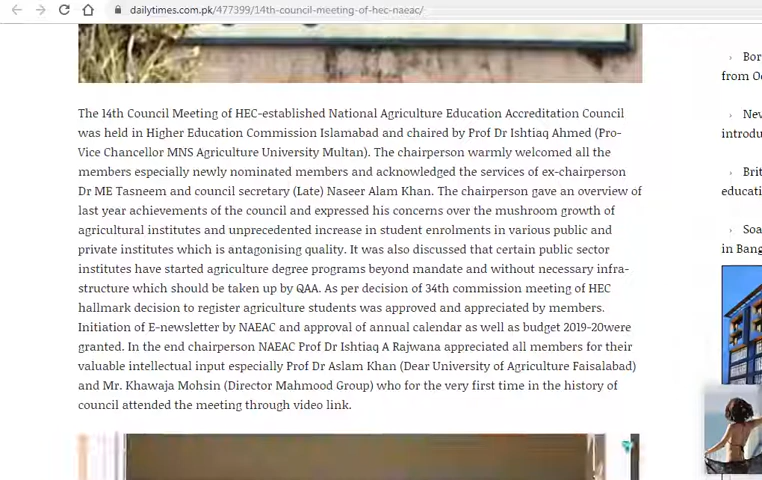 dailytimes.com.pk/477399/14th-council-meeting-of-hec-naeac/
The 14th Council Meeting of HEC-established National Agriculture Education Accreditation Council
was held in Higher Education Commission Islamabad and chaired by Prof Dr Ishtiaq Ahmed (Pro-
Vice Chancellor MNS Agriculture University Multan). The chairperson warmly welcomed all the
members especially newly nominated members and acknowledged the services of ex-chairperson
Dr ME Tasneem and council secretary (Late) Naseer Alam Khan. The chairperson gave an overview of
last year achievements of the council and expressed his concerns over the mushroom growth of
agricultural institutes and unprecedented increase in student enrolments in various public and
private institutes which is antagonising quality. It was also discussed that certain public sector
institutes have started agriculture degree programs beyond mandate and without necessary infra-
structure which should be taken up by QAA. As per decision of 34th commission meeting of HEC
hallmark decision to register agriculture students was approved and appreciated by members.
Initiation of E-newsletter by NAEAC and approval of annual calendar as well as budget 2019-20were
granted. In the end chairperson NAEAC Prof Dr Ishtiaq A Rajwana appreciated all members for their
valuable intellectual input especially Prof Dr Aslam Khan (Dear University of Agriculture Faisalabad)
and Mr. Khawaja Mohsin (Director Mahmood Group) who for the very first time in the history of
council attended the meeting through video link.
› Bor
from O
› Nev
introdu
› Brit
educati
› Soa
in Bang